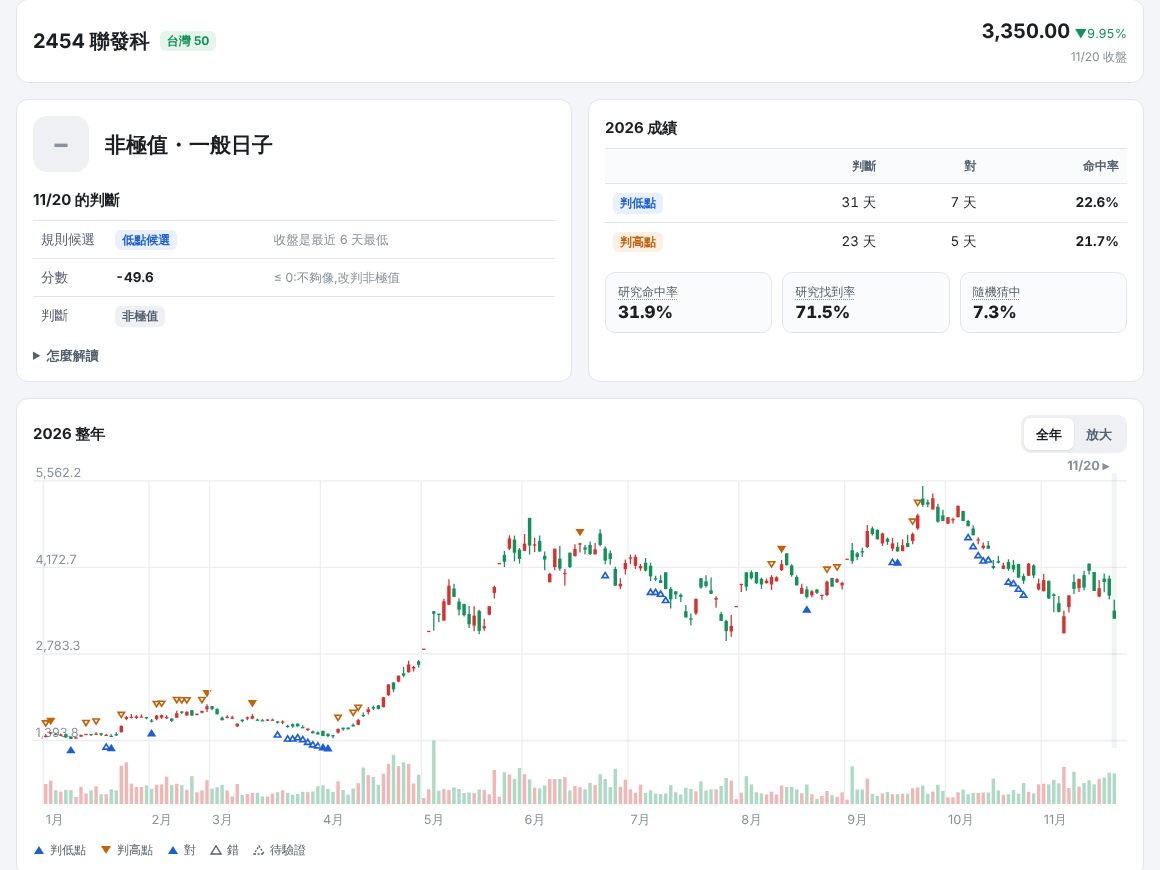 2454 聯發科 台灣 50
3,350.00 ▼9.95%
11/20 收盤
– 非極值・一般日子
11/20 的判斷
規則候選 低點候選 收盤是最近 6 天最低
分數 -49.6 ≤ 0:不夠像,改判非極值
判斷 非極值
▶ 怎麼解讀
2026 成績
判斷 對 命中率
判低點 31 天 7 天 22.6%
判高點 23 天 5 天 21.7%
研究命中率 研究找到率 隨機猜中
31.9% 71.5% 7.3%
2026 整年
全年 放大
11/20 ▸
5,562.2
4,172.7
2,783.3
1,393.8
1月 2月 3月 4月 5月 6月 7月 8月 9月 10月 11月
▲ 判低點 ▼ 判高點 ▲ 對 △ 錯 △ 待驗證